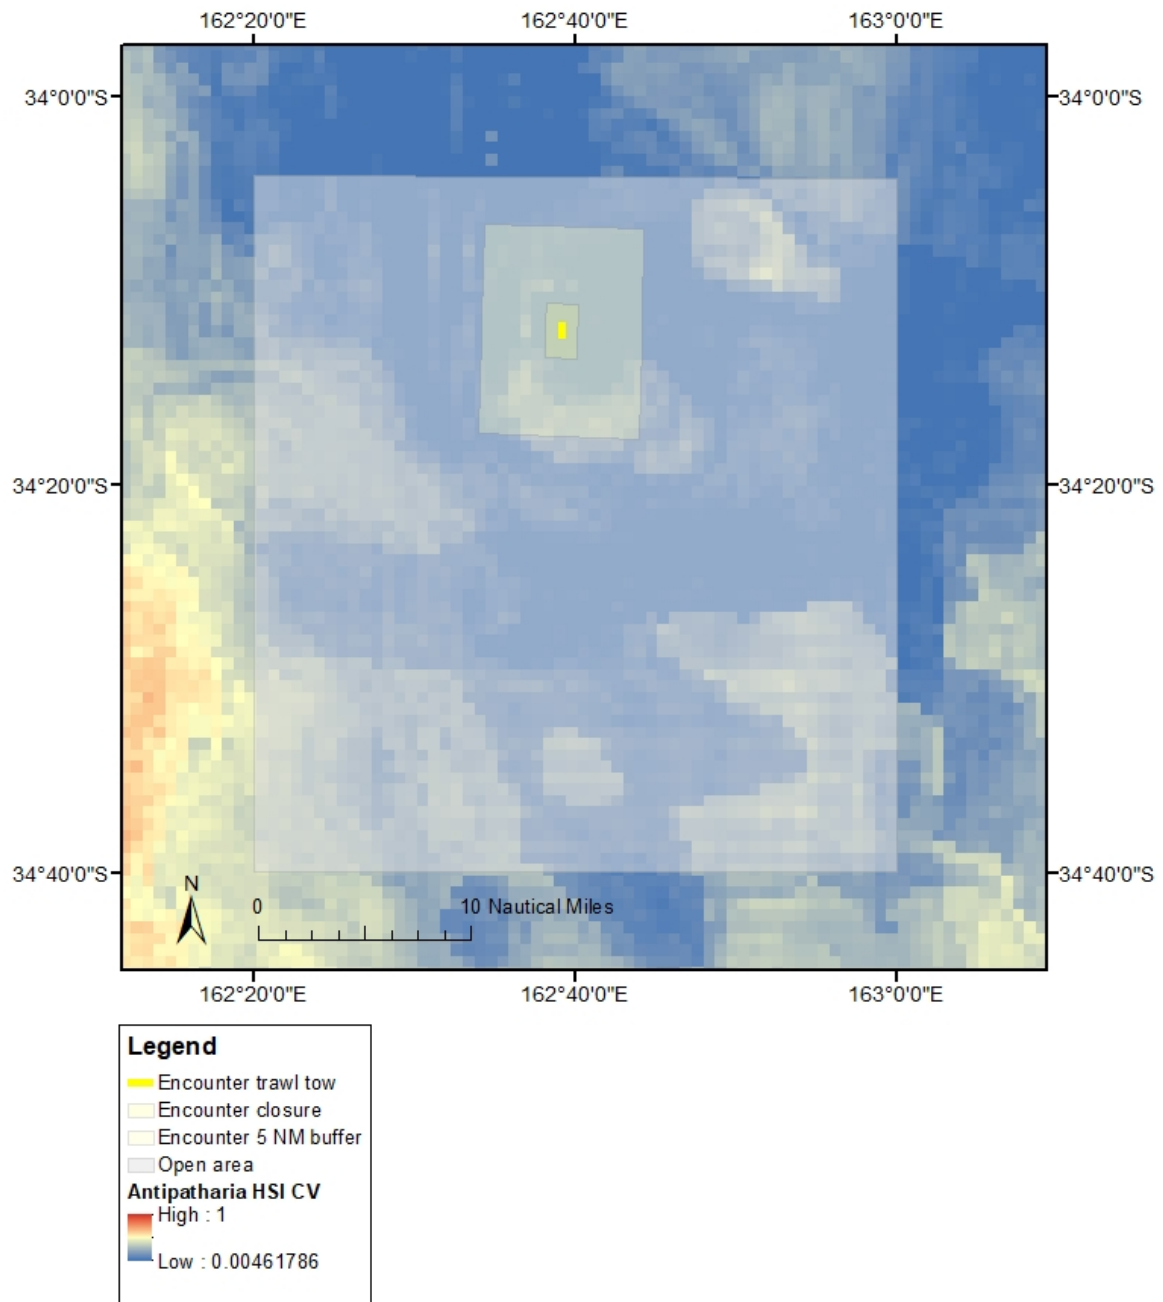 162°20'0"E 162°40'0"E 163°0'0"E
34°0'0"S 34°0'0"S
34°20'0"S 34°20'0"S
34°40'0"S 34°40'0"S
N
0 10 Nautical Miles
162°20'0"E 162°40'0"E 163°0'0"E
Legend
Encounter trawl tow
Encounter closure
Encounter 5 NM buffer
Open area
Antipatharia HSI CV
High : 1
Low : 0.00461786